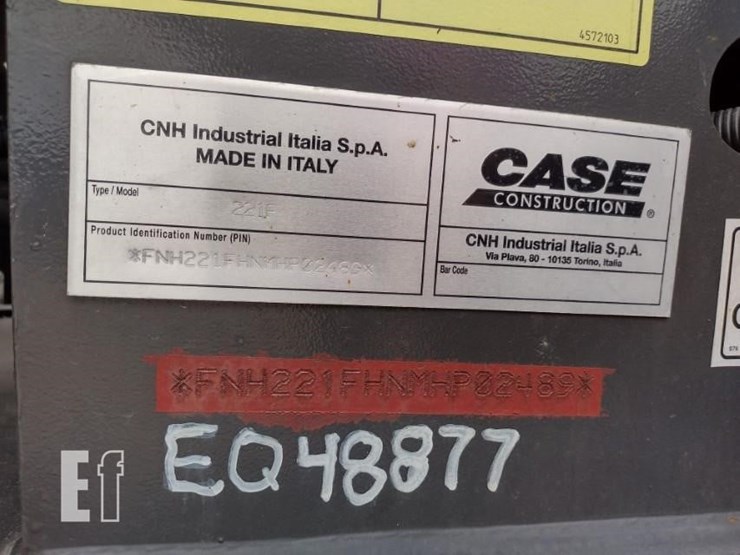 4572103
CNH Industrial Italia S.p.A.
MADE IN ITALY
Type / Model
221F
Product Identification Number (PIN)
*FNH221FHNMHP02489*
CASE
CONSTRUCTION ®
CNH Industrial Italia S.p.A.
Via Plava, 80 - 10135 Torino, Italia
Bar Code
*FNH221FHNMHP02489*
EQ48877
Ef